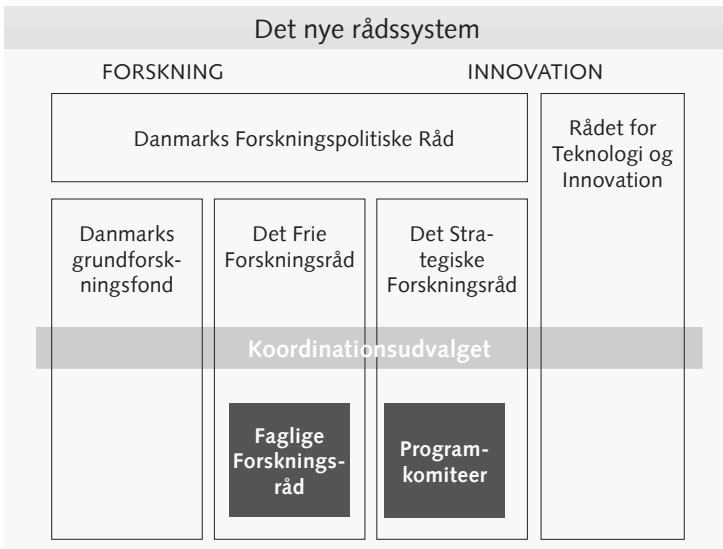 Det nye rådssystem
FORSKNING
INNOVATION
Danmarks Forskningspolitiske Råd
Rådet for
Teknologi og
Innovation
Danmarks
grundforsk-
ningsfond
Det Frie
Forskningsråd
Det Stra-
tegiske
Forskningsråd
Koordinationsudvalget
Faglige
Forsknings-
råd
Program-
komiteer